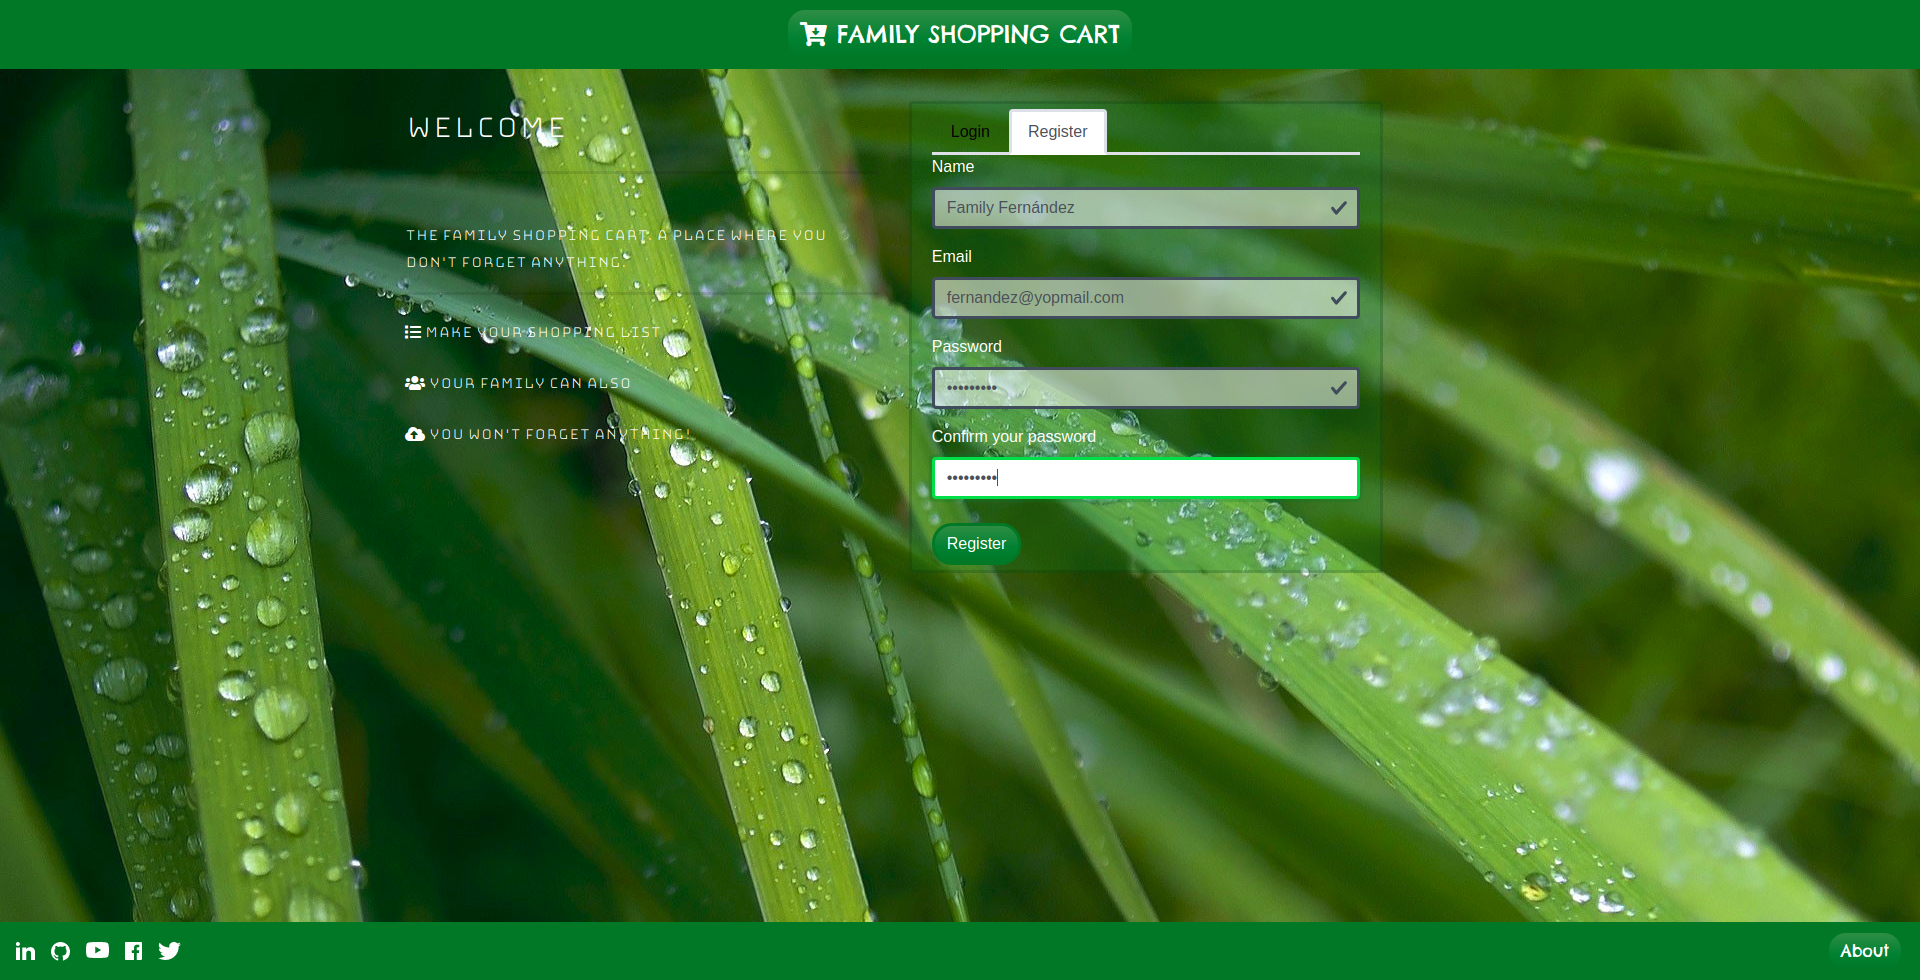 FAMILY SHOPPING CART
WELCOME
THE FAMILY SHOPPING CART. A PLACE WHERE YOU
DON'T FORGET ANYTHING.
MAKE YOUR SHOPPING LIST
YOUR FAMILY CAN ALSO
YOU WON'T FORGET ANYTHING!
Login
Register
Name
Family Fernández
Email
fernandez@yopmail.com
Password
•••••••••
Confirm your password
•••••••••
Register
About